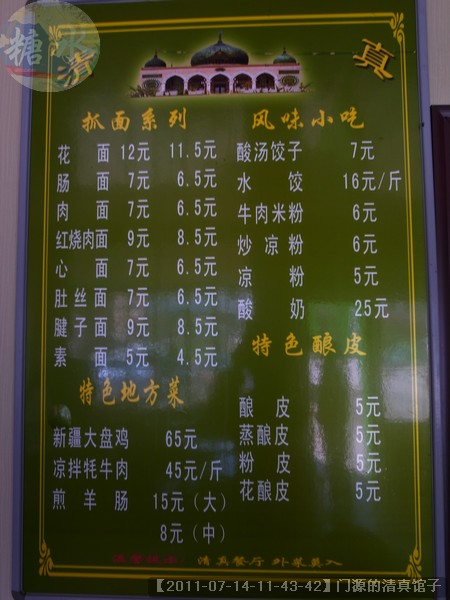 糖水
清 真
抓面系列
花面 12元 11.5元
肠面 7元 6.5元
肉面 7元 6.5元
红烧肉面 9元 8.5元
心面 7元 6.5元
肚丝面 7元 6.5元
腱子面 9元 8.5元
素面 5元 4.5元
特色地方菜
新疆大盘鸡 65元
凉拌牦牛肉 45元/斤
煎羊肠 15元(大)
8元(中)
风味小吃
酸汤饺子 7元
水饺 16元/斤
牛肉米粉 6元
炒凉粉 6元
凉粉 5元
酸奶 25元
特色酿皮
酿皮 5元
蒸酿皮 5元
粉皮 5元
花酿皮 5元
清真餐厅 外菜莫入
【2011-07-14-11-43-42】门源的清真馆子